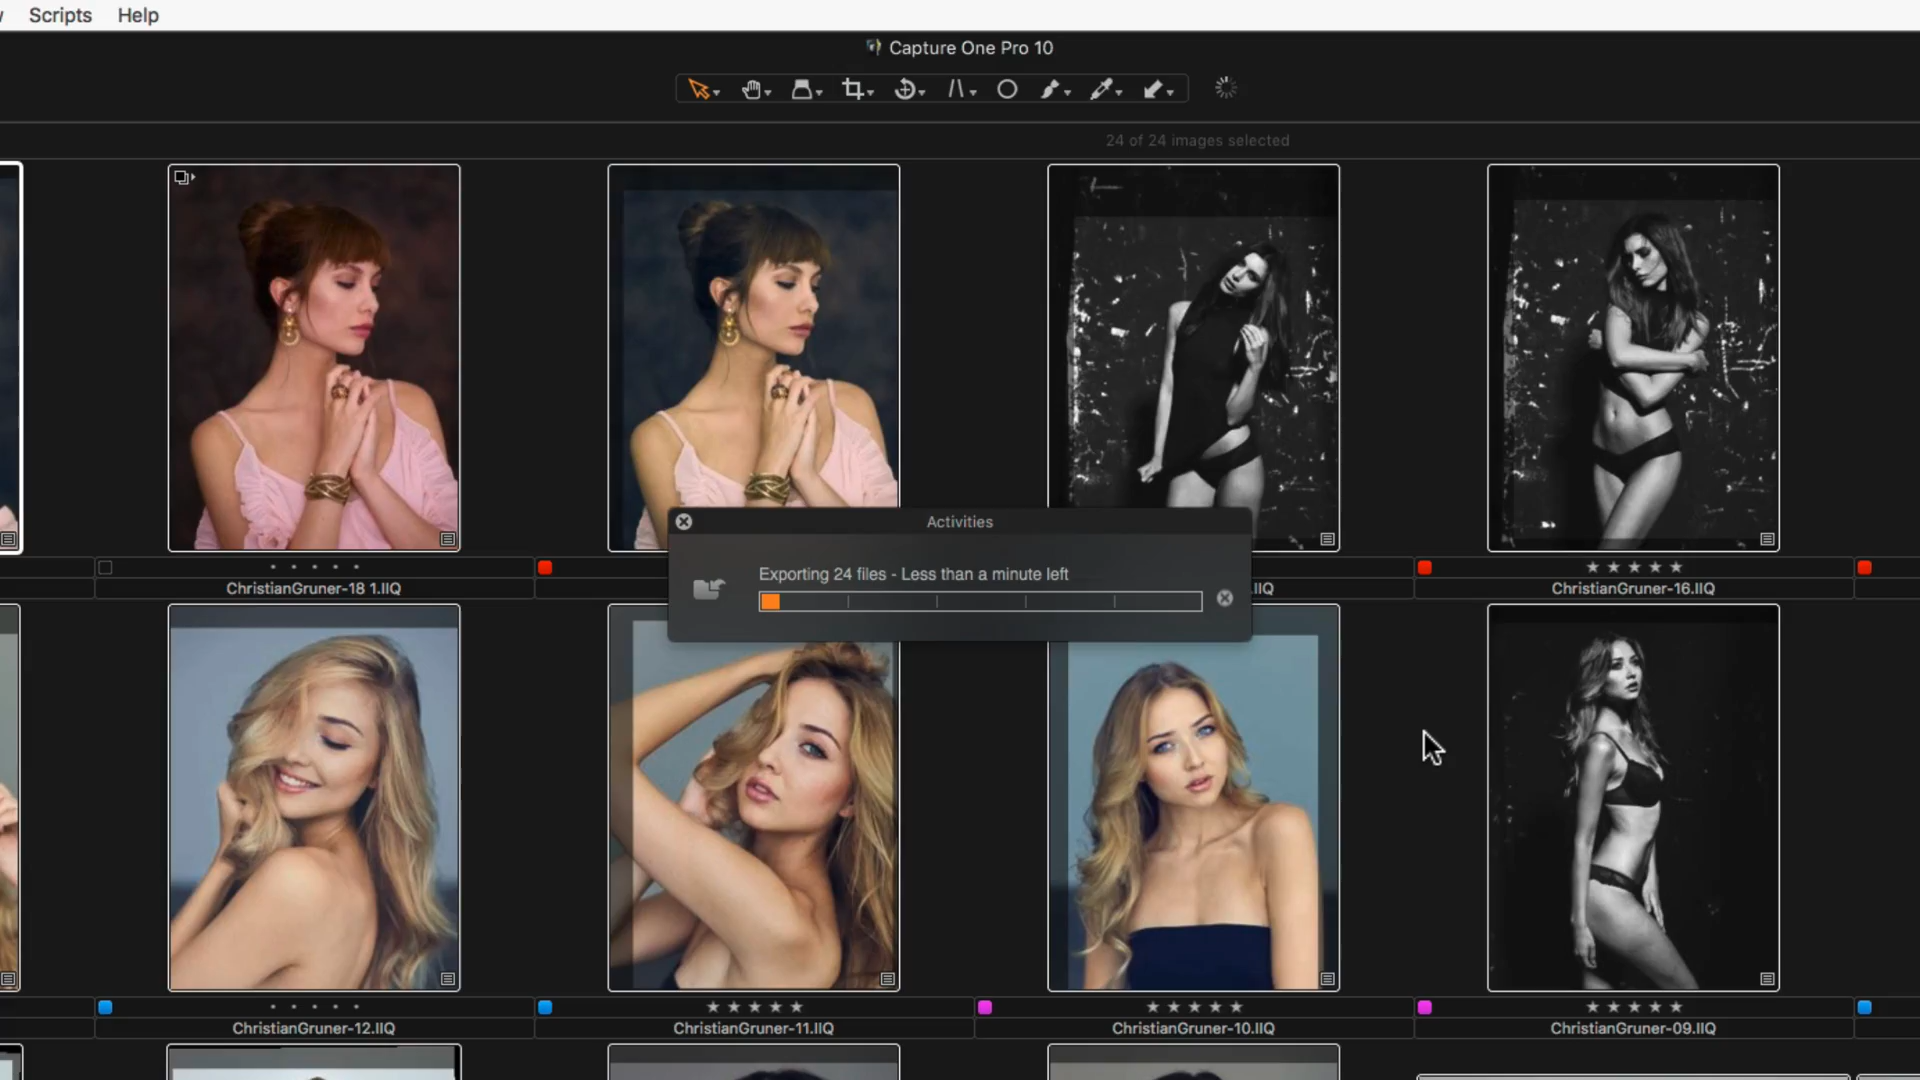 Scripts Help
Capture One Pro 10
24 of 24 images selected
Activities
Exporting 24 files - Less than a minute left
ChristianGruner-18 1.IIQ
.IIQ
ChristianGruner-16.IIQ
ChristianGruner-12.IIQ
ChristianGruner-11.IIQ
ChristianGruner-10.IIQ
ChristianGruner-09.IIQ